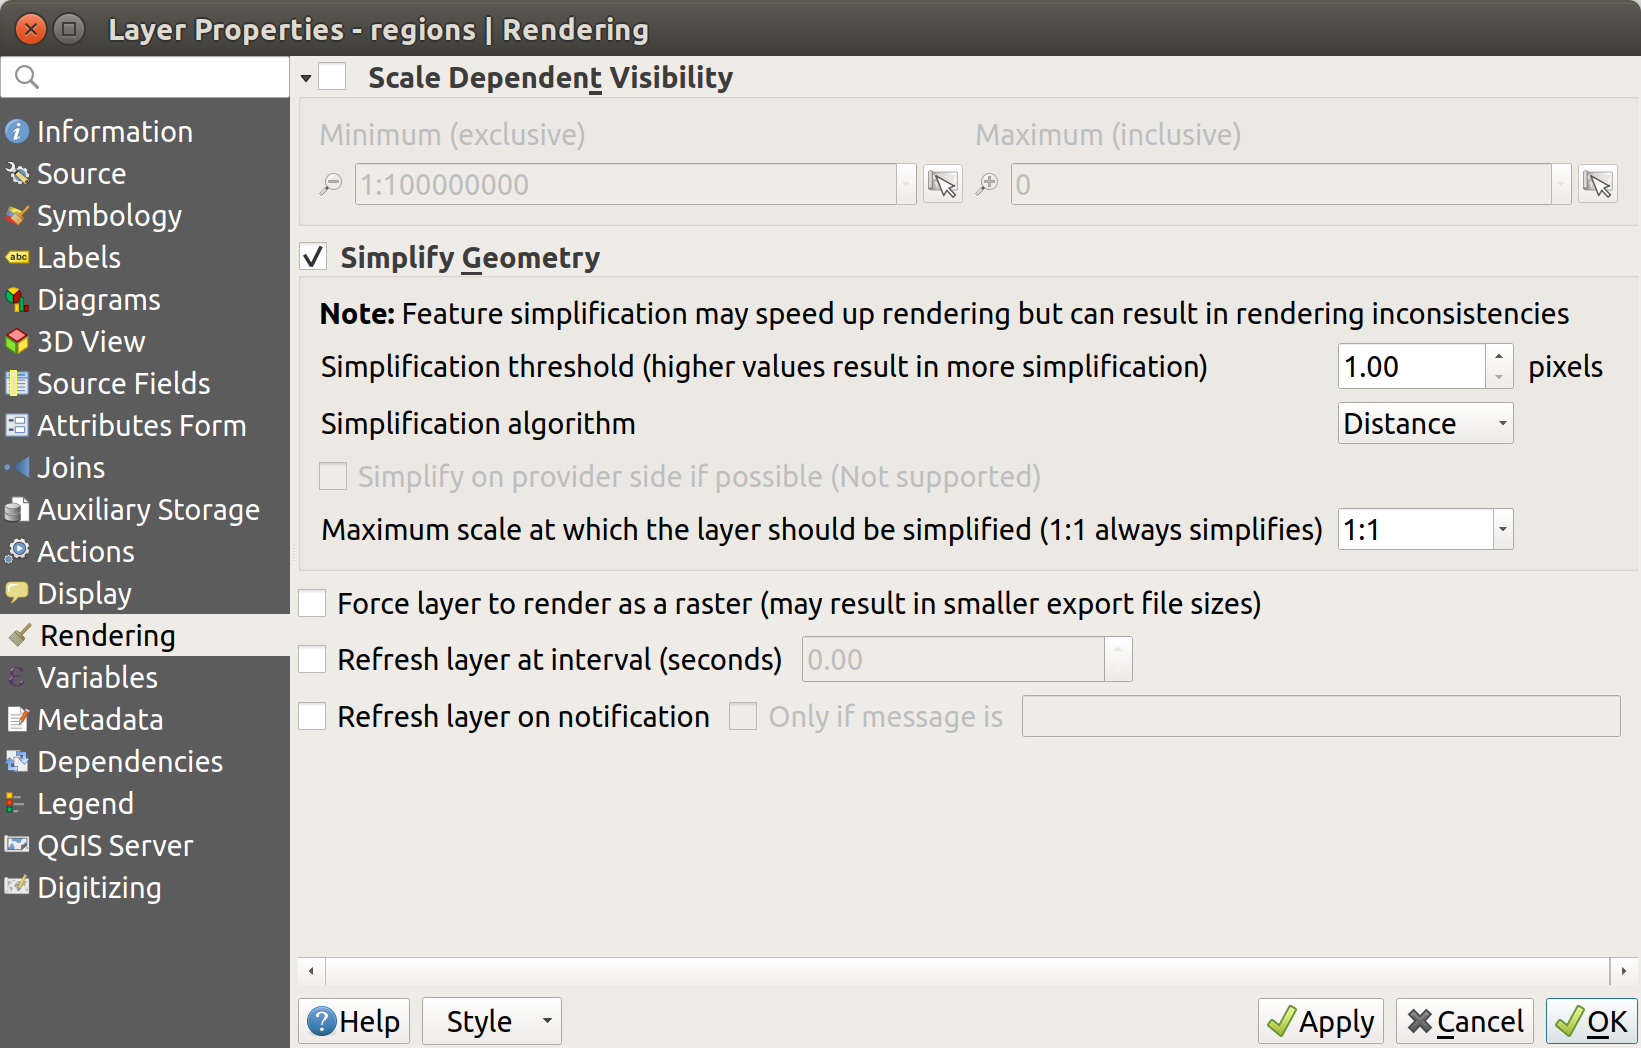 Layer Properties - regions | Rendering
Information
Source
Symbology
abc Labels
Diagrams
3D View
Source Fields
Attributes Form
Joins
Auxiliary Storage
Actions
Display
Rendering
Variables
Metadata
Dependencies
Legend
QGIS Server
Digitizing
Scale Dependent Visibility
Minimum (exclusive) Maximum (inclusive)
1:100000000 0
Simplify Geometry
Note: Feature simplification may speed up rendering but can result in rendering inconsistencies
Simplification threshold (higher values result in more simplification) 1.00 pixels
Simplification algorithm Distance
Simplify on provider side if possible (Not supported)
Maximum scale at which the layer should be simplified (1:1 always simplifies) 1:1
Force layer to render as a raster (may result in smaller export file sizes)
Refresh layer at interval (seconds) 0.00
Refresh layer on notification Only if message is
Help Style Apply Cancel OK